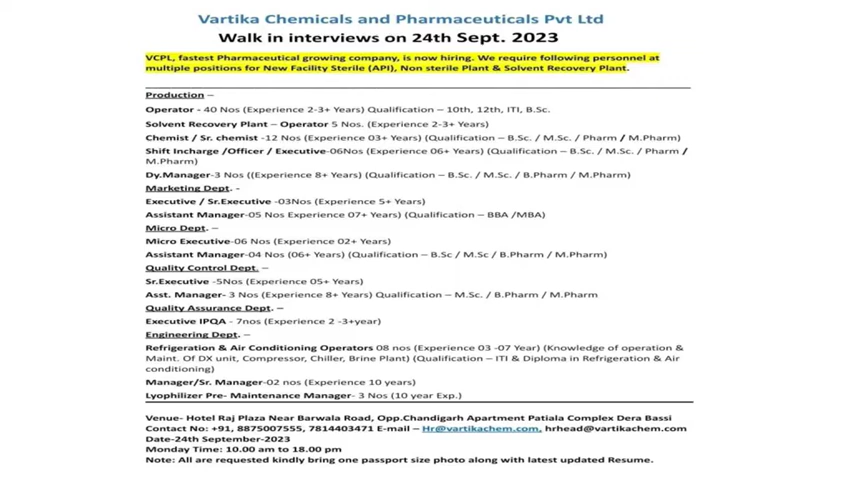 Vartika Chemicals and Pharmaceuticals Pvt Ltd
Walk in interviews on 24th Sept. 2023
VCPL, fastest Pharmaceutical growing company, is now hiring. We require following personnel at
multiple positions for New Facility Sterile (API), Non sterile Plant & Solvent Recovery Plant.
Production –
Operator - 40 Nos (Experience 2-3+ Years) Qualification – 10th, 12th, ITI, B.Sc.
Solvent Recovery Plant – Operator 5 Nos. (Experience 2-3+ Years)
Chemist / Sr. chemist -12 Nos (Experience 03+ Years) (Qualification – B.Sc. / M.Sc. / Pharm / M.Pharm)
Shift Incharge /Officer / Executive-06Nos (Experience 06+ Years) (Qualification – B.Sc. / M.Sc. / Pharm /
M.Pharm)
Dy.Manager-3 Nos ((Experience 8+ Years) (Qualification – B.Sc. / M.Sc. / B.Pharm / M.Pharm)
Marketing Dept. -
Executive / Sr.Executive -03Nos (Experience 5+ Years)
Assistant Manager-05 Nos Experience 07+ Years) (Qualification – BBA /MBA)
Micro Dept. –
Micro Executive-06 Nos (Experience 02+ Years)
Assistant Manager-04 Nos (06+ Years) (Qualification – B.Sc / M.Sc / B.Pharm / M.Pharm)
Quality Control Dept. –
Sr.Executive -5Nos (Experience 05+ Years)
Asst. Manager- 3 Nos (Experience 8+ Years) Qualification – M.Sc. / B.Pharm / M.Pharm
Quality Assurance Dept. –
Executive IPQA - 7nos (Experience 2 -3+year)
Engineering Dept. –
Refrigeration & Air Conditioning Operators 08 nos (Experience 03 -07 Year) (Knowledge of operation &
Maint. Of DX unit, Compressor, Chiller, Brine Plant) (Qualification – ITI & Diploma in Refrigeration & Air
conditioning)
Manager/Sr. Manager-02 nos (Experience 10 years)
Lyophilizer Pre- Maintenance Manager- 3 Nos (10 year Exp.)
Venue- Hotel Raj Plaza Near Barwala Road, Opp.Chandigarh Apartment Patiala Complex Dera Bassi
Contact No: +91, 8875007555, 7814403471 E-mail – Hr@vartikachem.com, hrhead@vartikachem.com
Date-24th September-2023
Monday Time: 10.00 am to 18.00 pm
Note: All are requested kindly bring one passport size photo along with latest updated Resume.